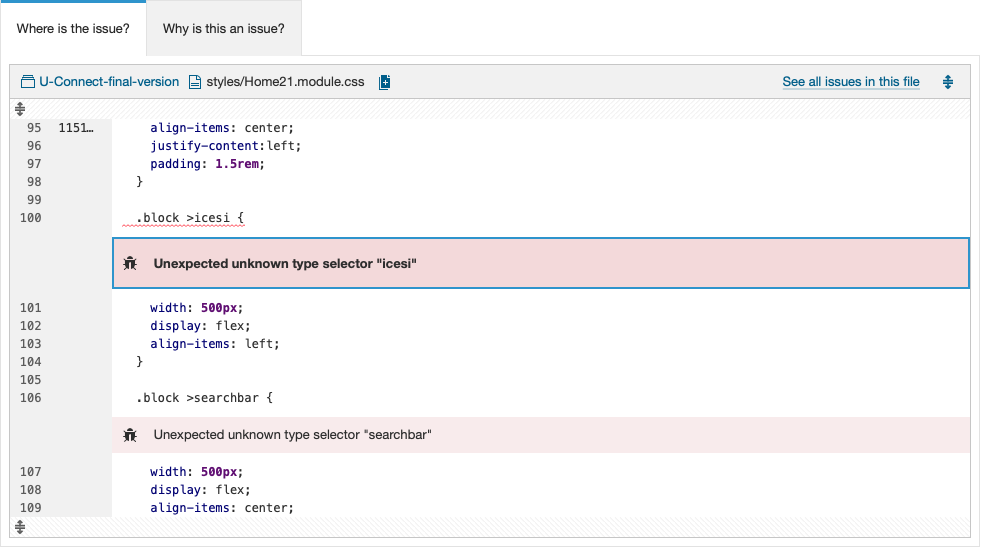 Where is the issue? Why is this an issue?
U-Connect-final-version styles/Home21.module.css See all issues in this file
95 1151… align-items: center;
96 justify-content:left;
97 padding: 1.5rem;
98 }
99
100 .block >icesi {
Unexpected unknown type selector "icesi"
101 width: 500px;
102 display: flex;
103 align-items: left;
104 }
105
106 .block >searchbar {
Unexpected unknown type selector "searchbar"
107 width: 500px;
108 display: flex;
109 align-items: center;